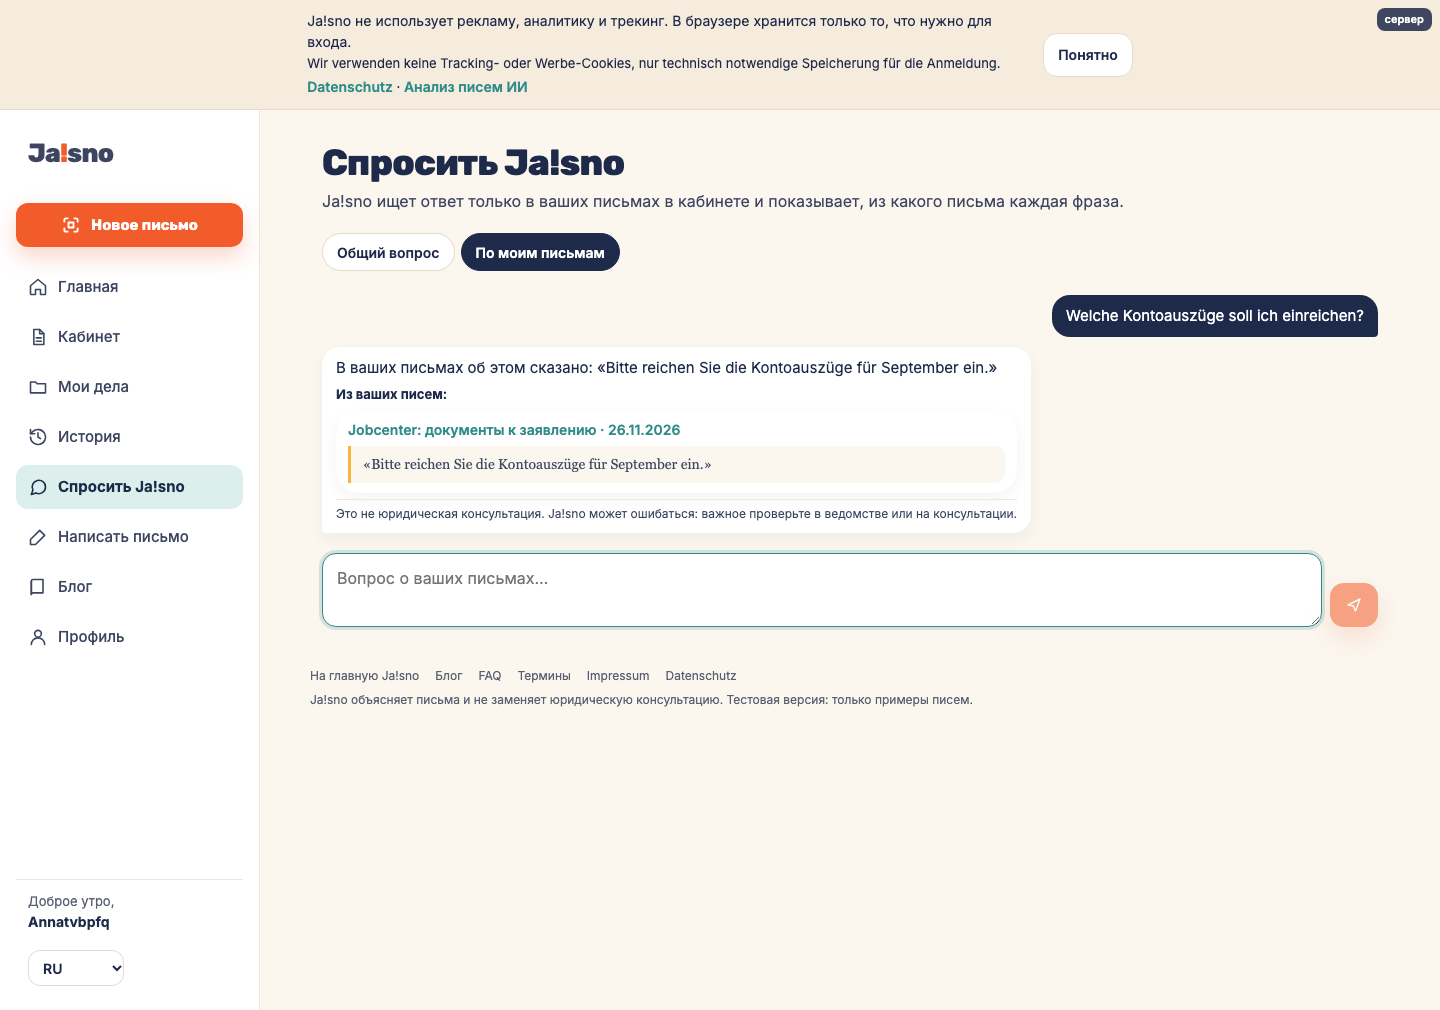 Ja!sno не использует рекламу, аналитику и трекинг. В браузере хранится только то, что нужно для
входа.
Wir verwenden keine Tracking- oder Werbe-Cookies, nur technisch notwendige Speicherung für die Anmeldung.
Datenschutz · Анализ писем ИИ
Понятно
сервер
Ja!sno
Новое письмо
Главная
Кабинет
Мои дела
История
Спросить Ja!sno
Написать письмо
Блог
Профиль
Доброе утро,
Annatvbpfq
RU
Спросить Ja!sno
Ja!sno ищет ответ только в ваших письмах в кабинете и показывает, из какого письма каждая фраза.
Общий вопрос
По моим письмам
Welche Kontoauszüge soll ich einreichen?
В ваших письмах об этом сказано: «Bitte reichen Sie die Kontoauszüge für September ein.»
Из ваших писем:
Jobcenter: документы к заявлению · 26.11.2026
«Bitte reichen Sie die Kontoauszüge für September ein.»
Это не юридическая консультация. Ja!sno может ошибаться: важное проверьте в ведомстве или на консультации.
Вопрос о ваших письмах...
На главную Ja!sno Блог FAQ Термины Impressum Datenschutz
Ja!sno объясняет письма и не заменяет юридическую консультацию. Тестовая версия: только примеры писем.